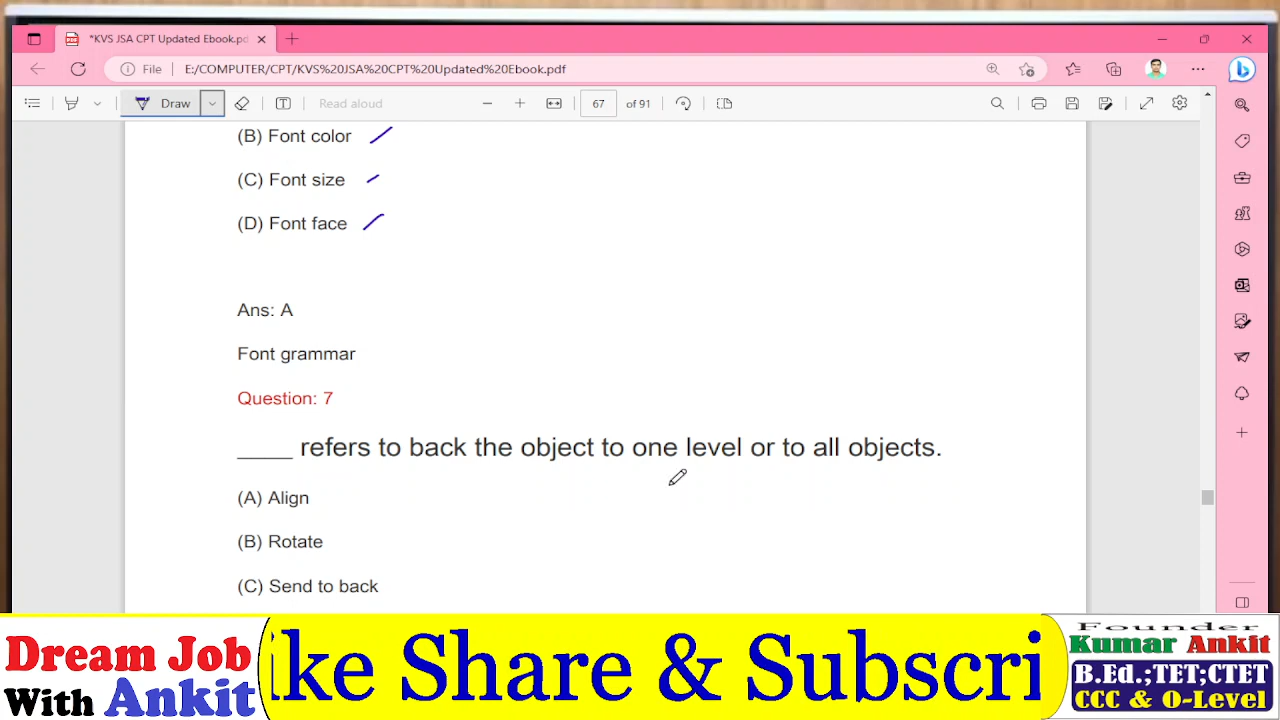 *KVS JSA CPT Updated Ebook.pd
File E:/COMPUTER/CPT/KVS%20JSA%20CPT%20Updated%20Ebook.pdf
Draw Read aloud 67 of 91
(B) Font color
(C) Font size
(D) Font face
Ans: A
Font grammar
Question: 7
____ refers to back the object to one level or to all objects.
(A) Align
(B) Rotate
(C) Send to back
Dream Job
With Ankit
ike Share & Subscri
Founder
Kumar Ankit
B.Ed.;TET;CTET
CCC & O-Level